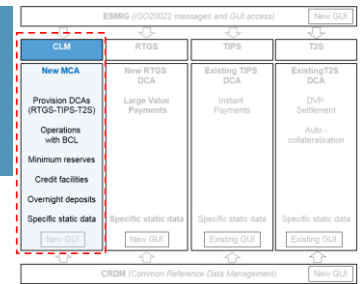 ESMIG (ISO20022 messages and GUI access)
New GUI
CLM
New MCA
Provision DCAs
(RTGS-TIPS-T2S)
Operations
with BCL
Minimum reserves
Credit facilities
Overnight deposits
Specific static data
New GUI
RTGS
New RTGS
DCA
Large Value
Payments
Specific static data
New GUI
TIPS
Existing TIPS
DCA
Instant
Payments
Specific static data
Existing GUI
T2S
ExistingT2S
DCA
DVP
Settlement
Auto -
collateralisation
Specific static data
Existing GUI
CRDM (Common Reference Data Management)
New GUI